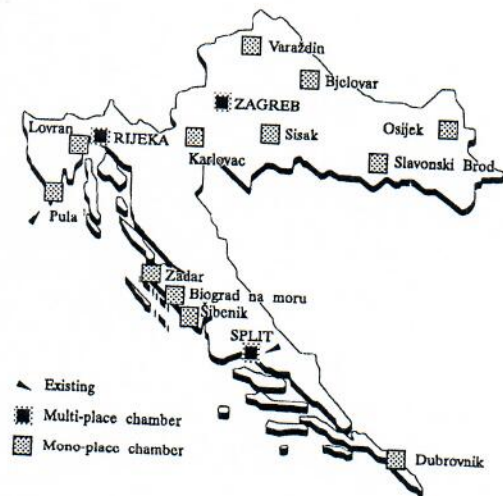 Varaždin
Bjelovar
ZAGREB
Lovran
RIJEKA
Sisak
Osijek
Karlovac
Slavonski Brod
Pula
Zadar
Biograd na moru
Šibenik
SPLIT
Existing
Multi-place chamber
Mono-place chamber
Dubrovnik